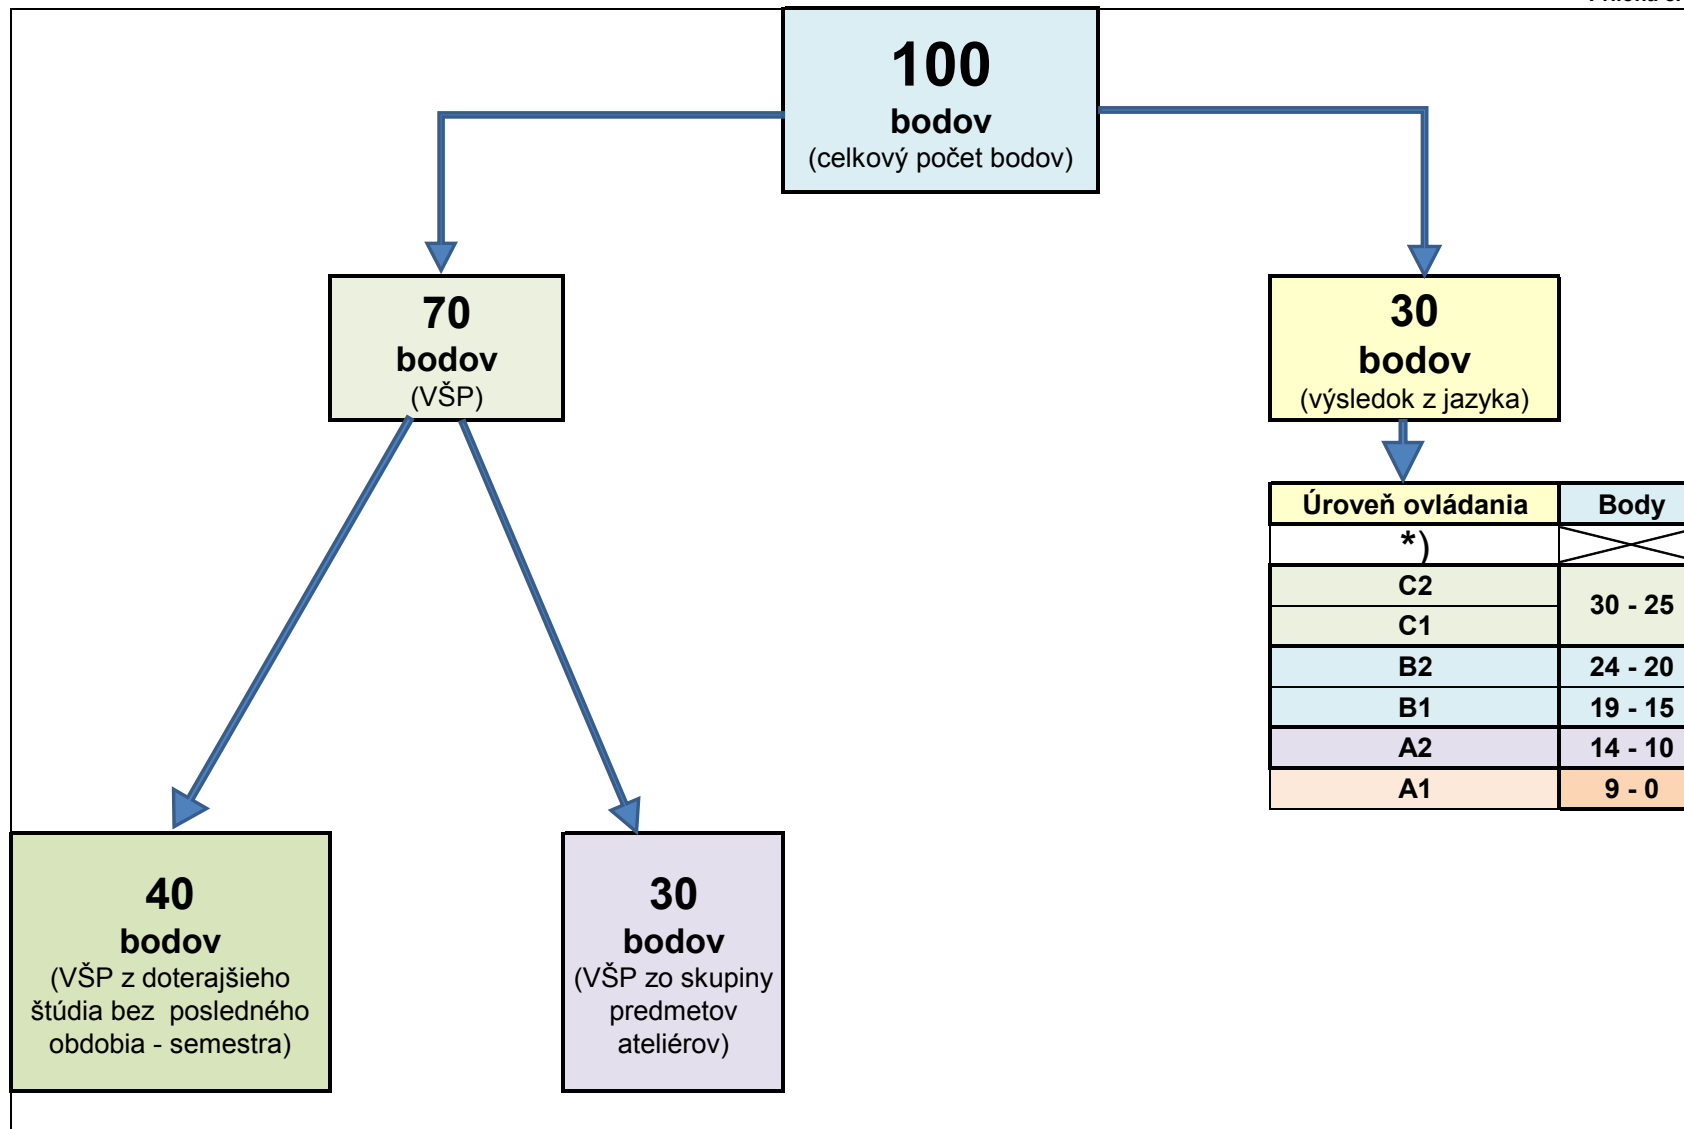 100
bodov
(celkový počet bodov)
70
bodov
(VŠP)
30
bodov
(výsledok z jazyka)
Úroveň ovládania Body
*)
C2
30 - 25
C1
B2 24 - 20
B1 19 - 15
A2 14 - 10
A1 9 - 0
40
bodov
(VŠP z doterajšieho
štúdia bez posledného
obdobia - semestra)
30
bodov
(VŠP zo skupiny
predmetov
ateliérov)